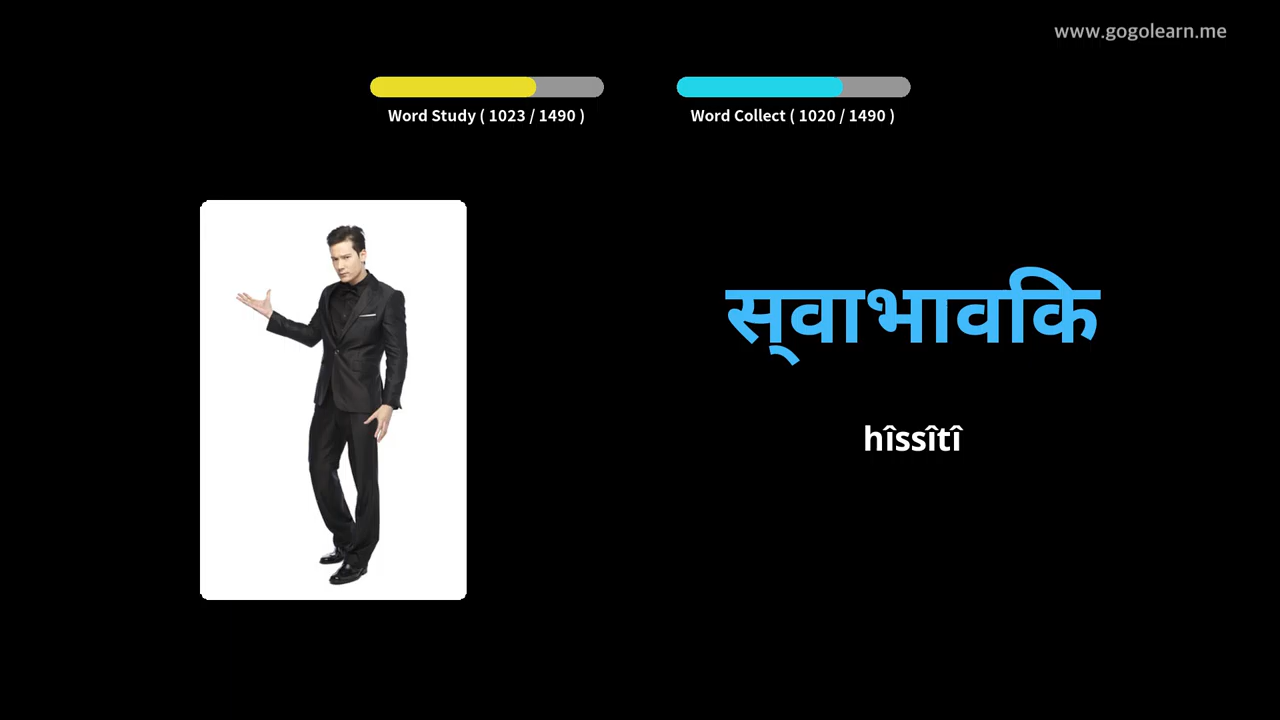 www.gogolearn.me
Word Study ( 1023 / 1490 )
Word Collect ( 1020 / 1490 )
स्वाभाविक
hîssîtî